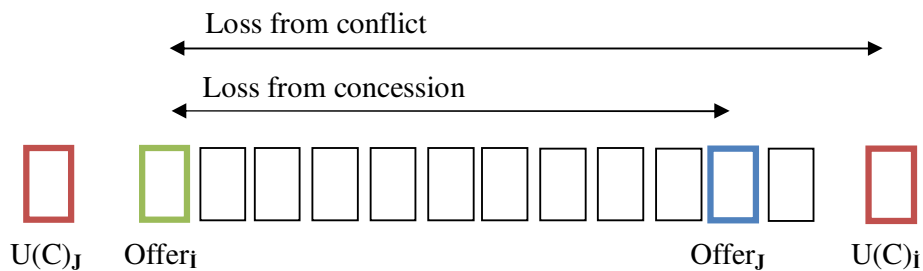 Loss from conflict
Loss from concession
U(C)J Offeri OfferJ U(C)i